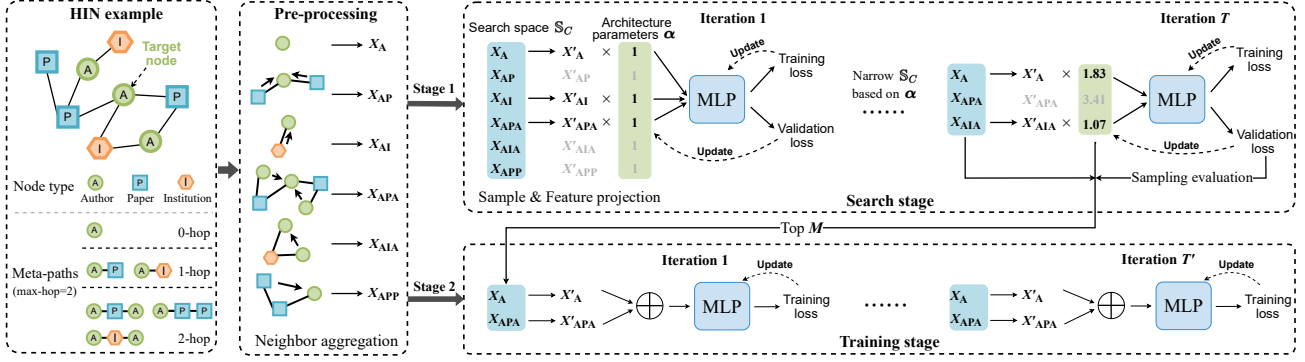 HIN example
I
P
A
Target
node
A
P
P
I
A
Node type
A
P
I
Author
Paper
Institution
A
0-hop
Meta-paths
(max-hop=2)
A P
A I
1-hop
A P A
A P P
A I A
2-hop
Pre-processing
X_A
X_AP
X_AI
X_APA
X_AIA
X_APP
Neighbor aggregation
Stage 1
Stage 2
Search space 𝕊_C
Architecture
parameters α
Iteration 1
X_A X'_A × 1
X_AP X'_AP 1
X_AI X'_AI × 1
X_APA X'_APA × 1
X_AIA X'_AIA 1
X_APP X'_APP 1
MLP
Update
Training
loss
Validation
loss
Update
Sample & Feature projection
Narrow 𝕊_C
based on α
······
Iteration T
X_A X'_A × 1.83
X_APA X'_APA 3.41
X_AIA X'_AIA × 1.07
MLP
Update
Training
loss
Validation
loss
Update
Sampling evaluation
Search stage
Top M
Iteration 1
X_A X'_A
X_APA X'_APA
MLP
Update
Training
loss
······
Iteration T'
X_A X'_A
X_APA X'_APA
MLP
Update
Training
loss
Training stage